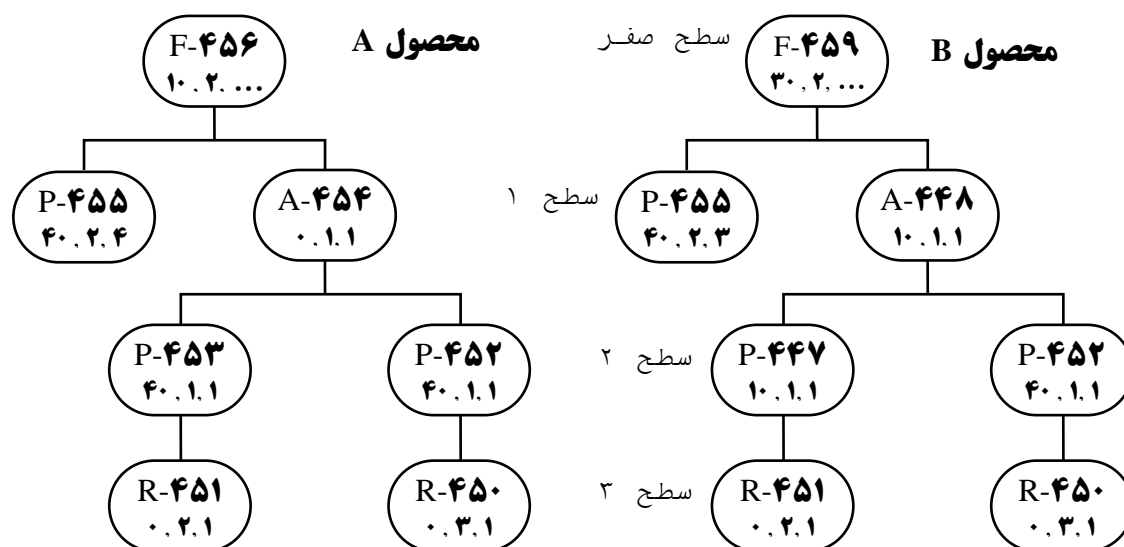 محصول A
F-۴۵۶
۱۰, ۲, ...
P-۴۵۵
۴۰, ۲, ۴
A-۴۵۴
۰, ۱, ۱
P-۴۵۳
۴۰, ۱, ۱
P-۴۵۲
۴۰, ۱, ۱
R-۴۵۱
۰, ۲, ۱
R-۴۵۰
۰, ۳, ۱
سطح صفر
سطح ۱
سطح ۲
سطح ۳
محصول B
F-۴۵۹
۳۰, ۲, ...
P-۴۵۵
۴۰, ۲, ۳
A-۴۴۸
۱۰, ۱, ۱
P-۴۴۷
۱۰, ۱, ۱
P-۴۵۲
۴۰, ۱, ۱
R-۴۵۱
۰, ۲, ۱
R-۴۵۰
۰, ۳, ۱